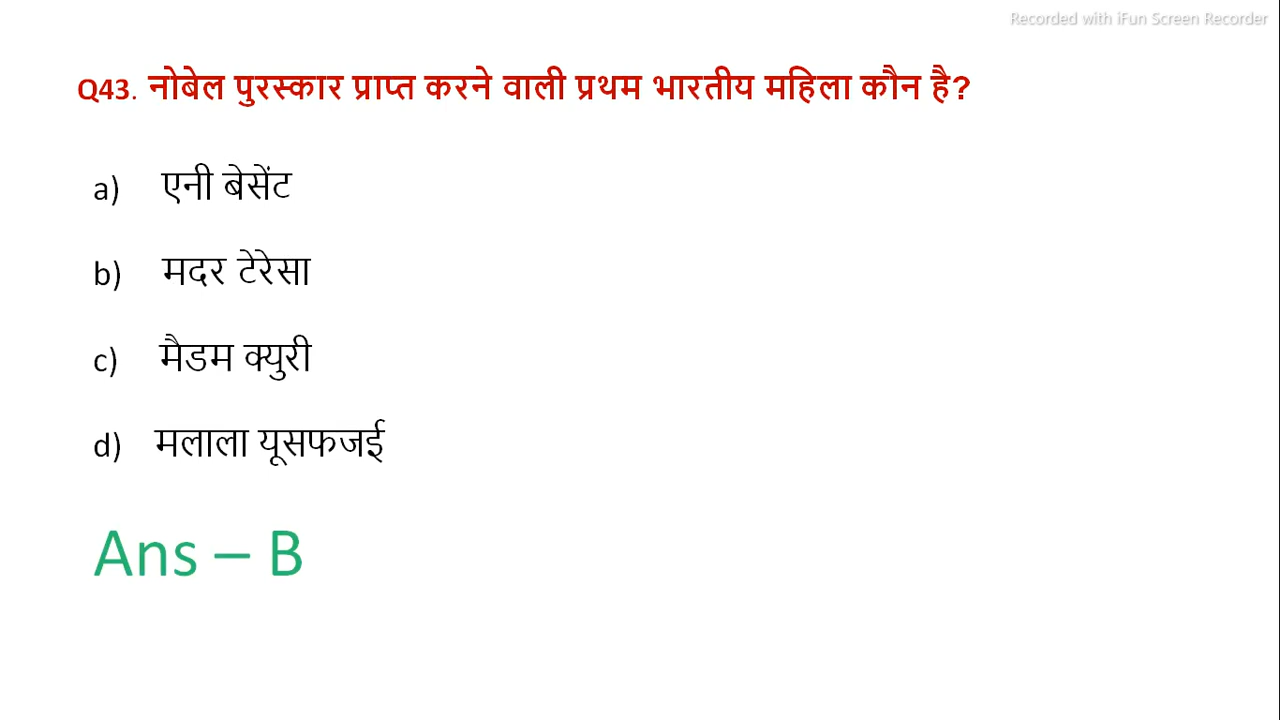 Recorded with iFun Screen Recorder
Q43. नोबेल पुरस्कार प्राप्त करने वाली प्रथम भारतीय महिला कौन है?
a) एनी बेसेंट
b) मदर टेरेसा
c) मैडम क्युरी
d) मलाला यूसफजई
Ans – B